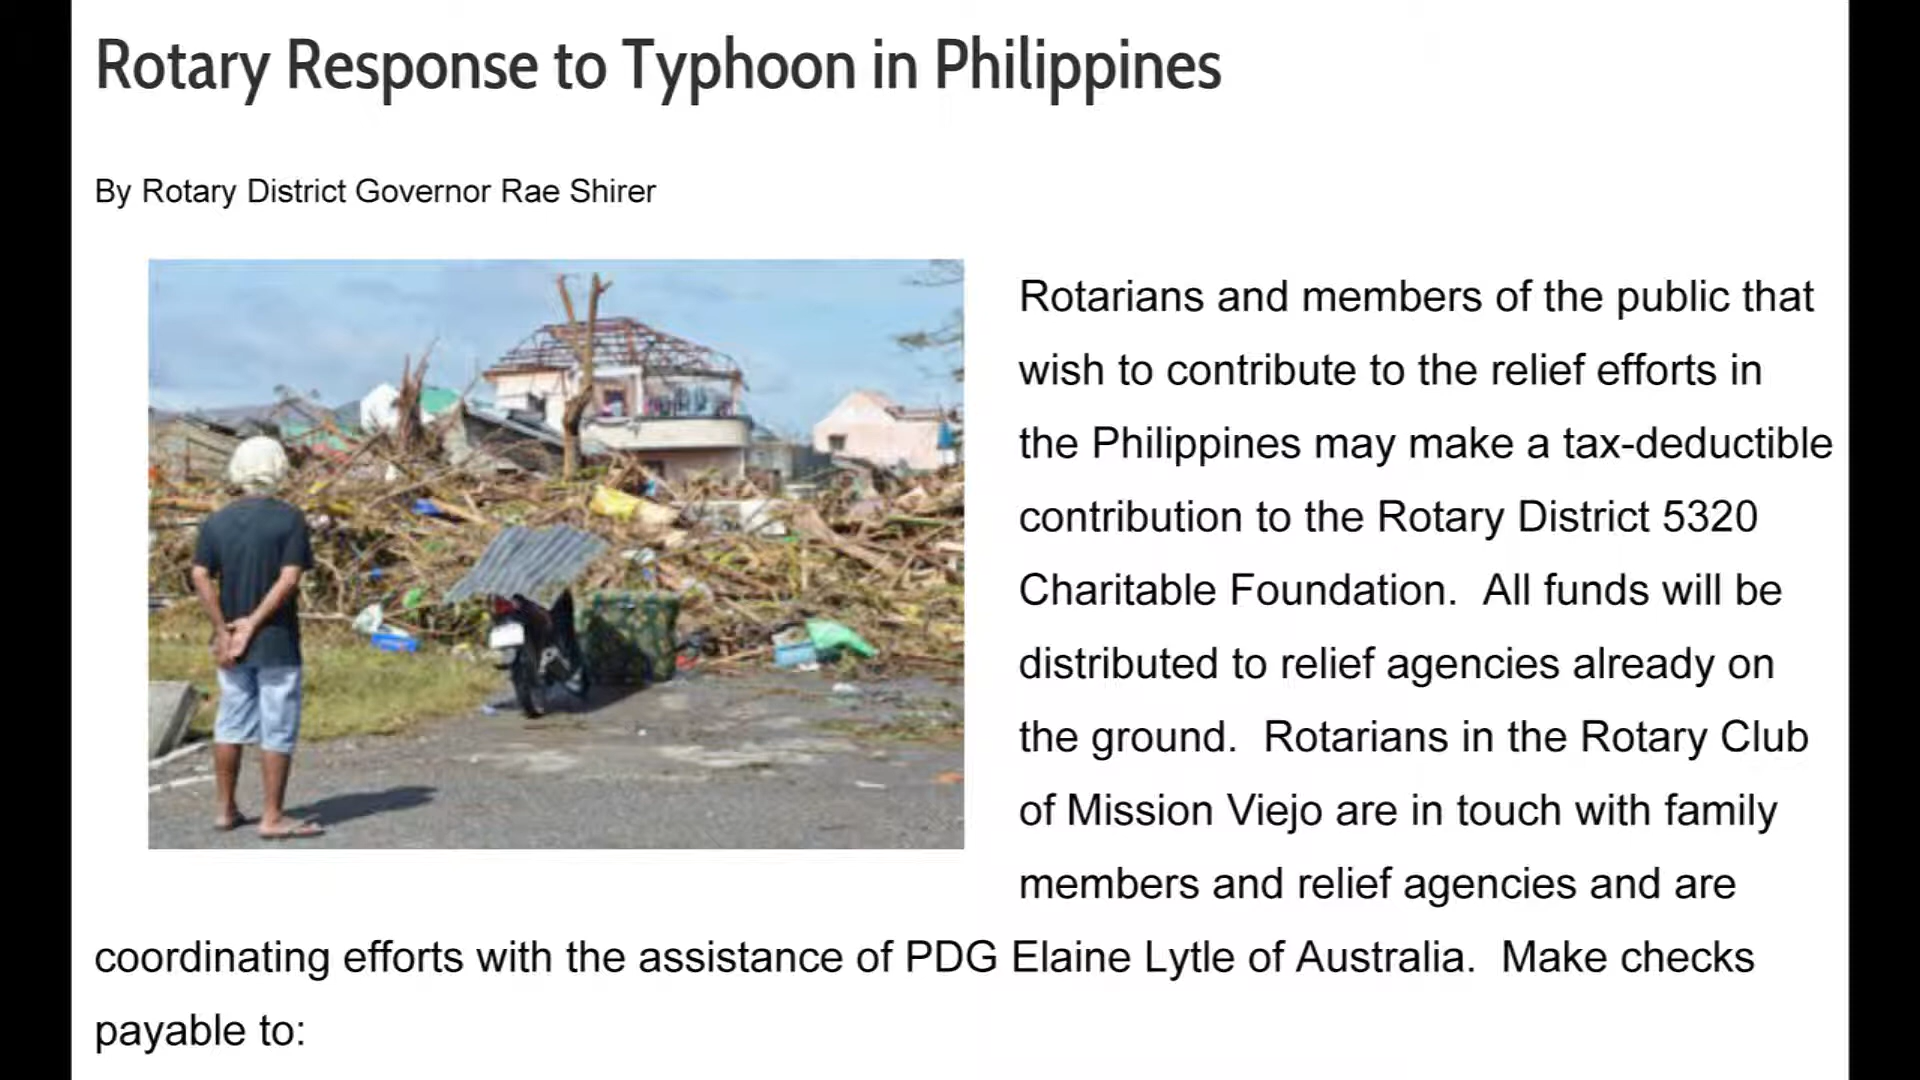 Rotary Response to Typhoon in Philippines
By Rotary District Governor Rae Shirer
Rotarians and members of the public that
wish to contribute to the relief efforts in
the Philippines may make a tax-deductible
contribution to the Rotary District 5320
Charitable Foundation.  All funds will be
distributed to relief agencies already on
the ground.  Rotarians in the Rotary Club
of Mission Viejo are in touch with family
members and relief agencies and are
coordinating efforts with the assistance of PDG Elaine Lytle of Australia.  Make checks
payable to: